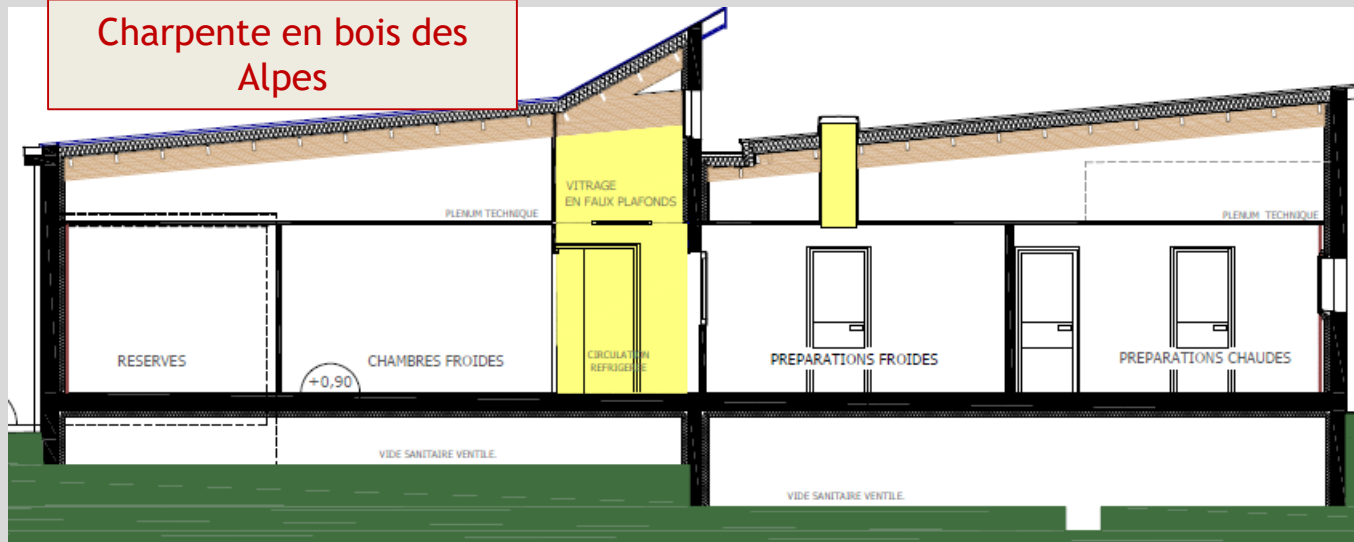 Charpente en bois des
Alpes
VITRAGE
EN FAUX PLAFONDS
PLENUM TECHNIQUE
PLENUM TECHNIQUE
RESERVES
CHAMBRES FROIDES
CIRCULATION
REFRIGEREE
PREPARATIONS FROIDES
PREPARATIONS CHAUDES
+0,90
VIDE SANITAIRE VENTILE.
VIDE SANITAIRE VENTILE.